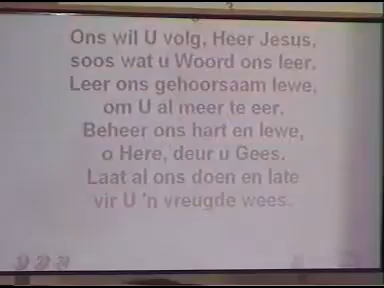 Ons wil U volg, Heer Jesus,
soos wat u Woord ons leer.
Leer ons gehoorsaam lewe,
om U al meer te eer.
Beheer ons hart en lewe,
o Here, deur u Gees.
Laat al ons doen en late
vir U 'n vreugde wees.